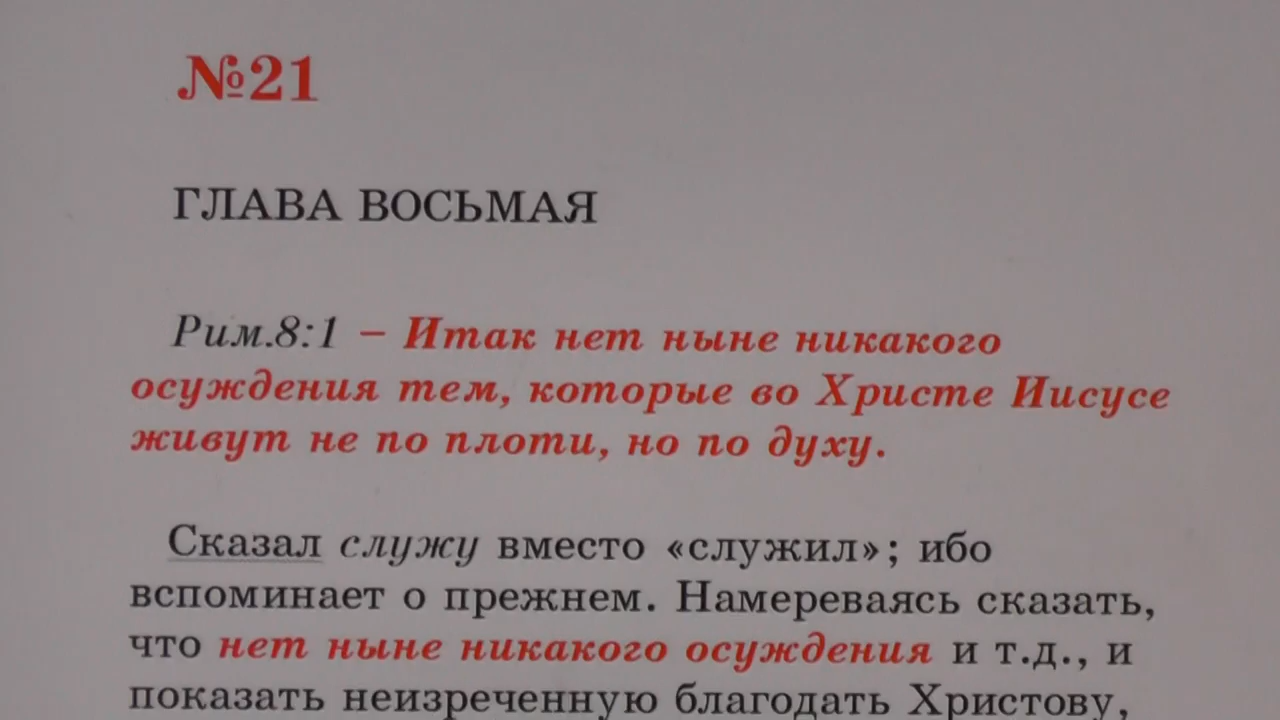 №21
ГЛАВА ВОСЬМАЯ
Рим.8:1 – Итак нет ныне никакого
осуждения тем, которые во Христе Иисусе
живут не по плоти, но по духу.
Сказал служу вместо «служил»; ибо
вспоминает о прежнем. Намереваясь сказать,
что нет ныне никакого осуждения и т.д., и
показать неизреченную благодать Христову,